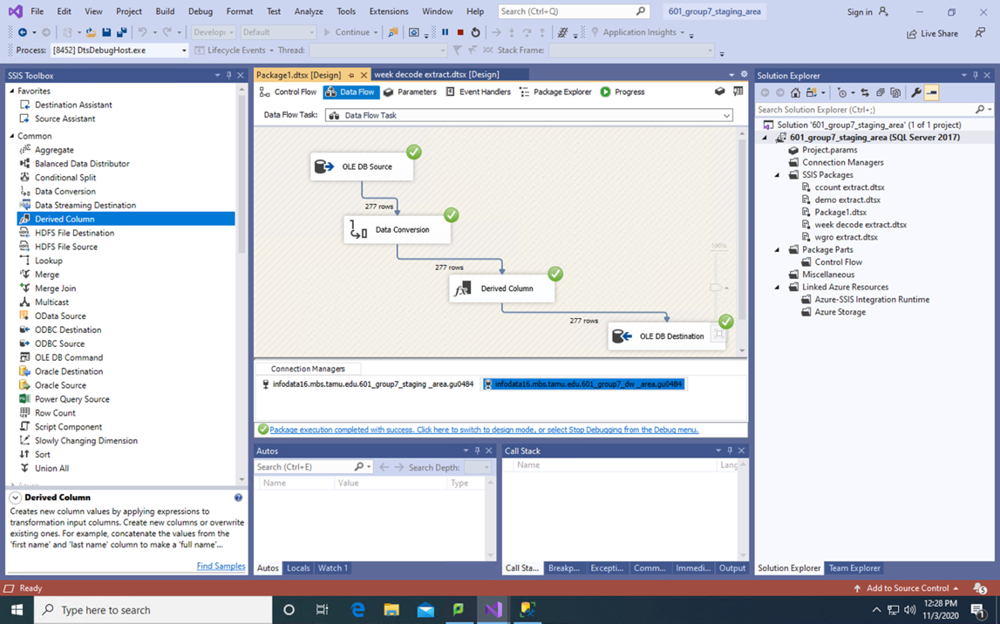 File Edit View Project Build Debug Format Test Analyze Tools Extensions Window Help Search (Ctrl+Q) 601_group7_staging_area Sign in
Develop Default Continue Application Insights Live Share
Process: [8452] DtsDebugHost.exe Lifecycle Events Thread: Stack Frame:
SSIS Toolbox
Favorites
Destination Assistant
Source Assistant
Common
Aggregate
Balanced Data Distributor
Conditional Split
Data Conversion
Data Streaming Destination
Derived Column
HDFS File Destination
HDFS File Source
Lookup
Merge
Merge Join
Multicast
OData Source
ODBC Destination
ODBC Source
OLE DB Command
Oracle Destination
Oracle Source
Power Query Source
Row Count
Script Component
Slowly Changing Dimension
Sort
Union All
Azure
Derived Column
Creates new column values by applying expressions to
transformation input columns. Create new columns or overwrite
existing ones. For example, concatenate the values from the
'first name' and 'last name' column to make a 'full name'...
Find Samples
Package1.dtsx [Design] week decode extract.dtsx [Design]
Control Flow Data Flow Parameters Event Handlers Package Explorer Progress
Data Flow Task: Data Flow Task
OLE DB Source
277 rows
Data Conversion
277 rows
Derived Column
277 rows
OLE DB Destination
100%
Connection Managers
infodata16.mbs.tamu.edu.601_group7_staging _area.gu0484 infodata16.mbs.tamu.edu.601_group7_dw _area.gu0484
Package execution completed with success. Click here to switch to design mode, or select Stop Debugging from the Debug menu.
Autos
Search (Ctrl+E) Search Depth:
Name Value Type
Autos Locals Watch 1
Call Stack
Name Lang
Call Sta... Breakp... Excepti... Comm... Immedi... Output
Solution Explorer
Search Solution Explorer (Ctrl+;)
Solution '601_group7_staging_area' (1 of 1 project)
601_group7_staging_area (SQL Server 2017)
Project.params
Connection Managers
SSIS Packages
ccount extract.dtsx
demo extract.dtsx
Package1.dtsx
week decode extract.dtsx
wgro extract.dtsx
Package Parts
Control Flow
Miscellaneous
Linked Azure Resources
Azure-SSIS Integration Runtime
Azure Storage
Solution Explorer Team Explorer
Ready Add to Source Control 5
Type here to search 12:28 PM
11/3/2020 1